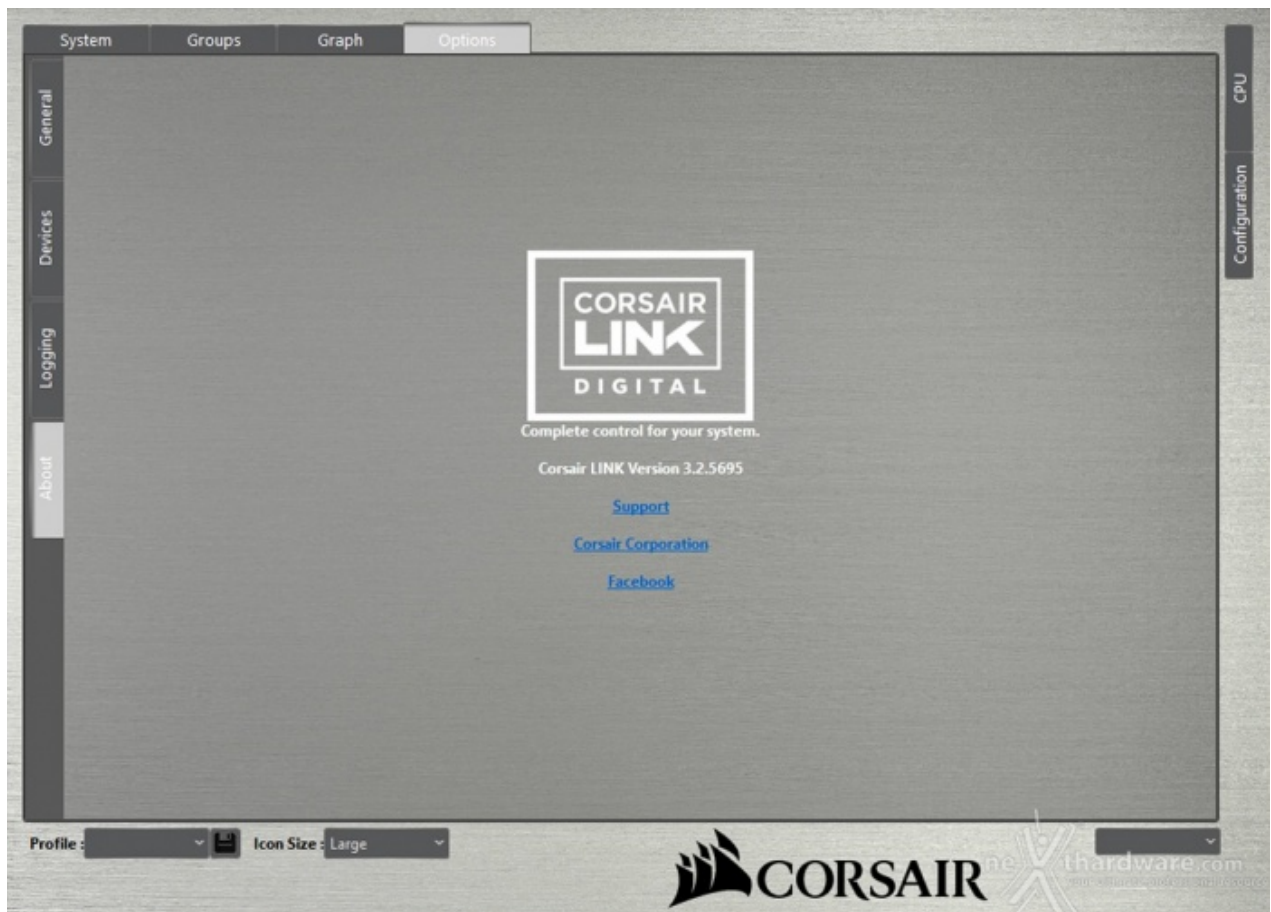 System Groups Graph Options
General
Devices
Logging
About
CPU
Configuration
CORSAIR
LINK
DIGITAL
Complete control for your system.
Corsair LINK Version 3.2.5695
Support
Corsair Corporation
Facebook
Profile : Icon Size : Large
CORSAIR
thardware.com